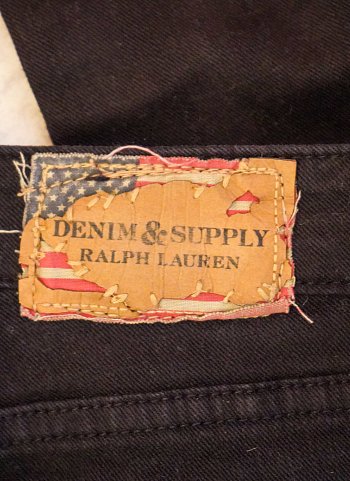 DENIM & SUPPLY
RALPH LAUREN